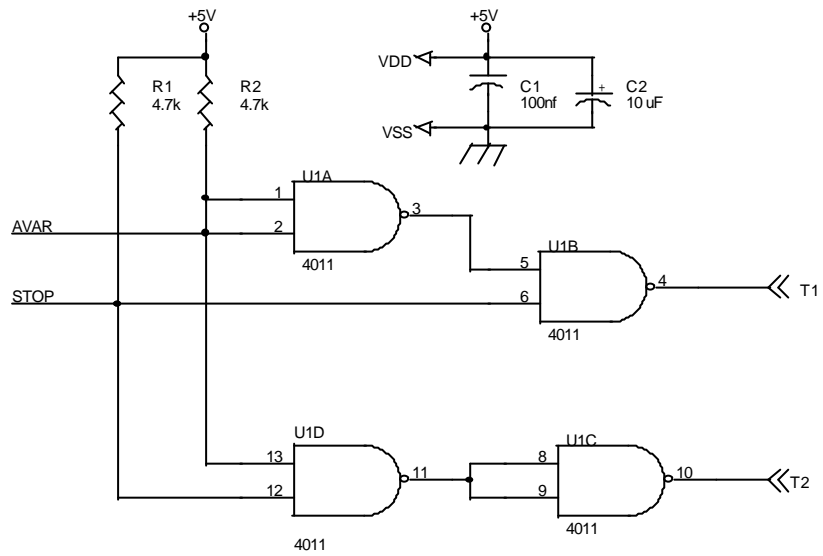 +5V
+5V
VDD
R1
4.7k
R2
4.7k
C1
100nf
+
C2
10 uF
VSS
U1A
1
2
3
4011
AVAR
U1B
5
6
4
4011
T1
STOP
U1D
13
12
11
4011
U1C
8
9
10
4011
T2